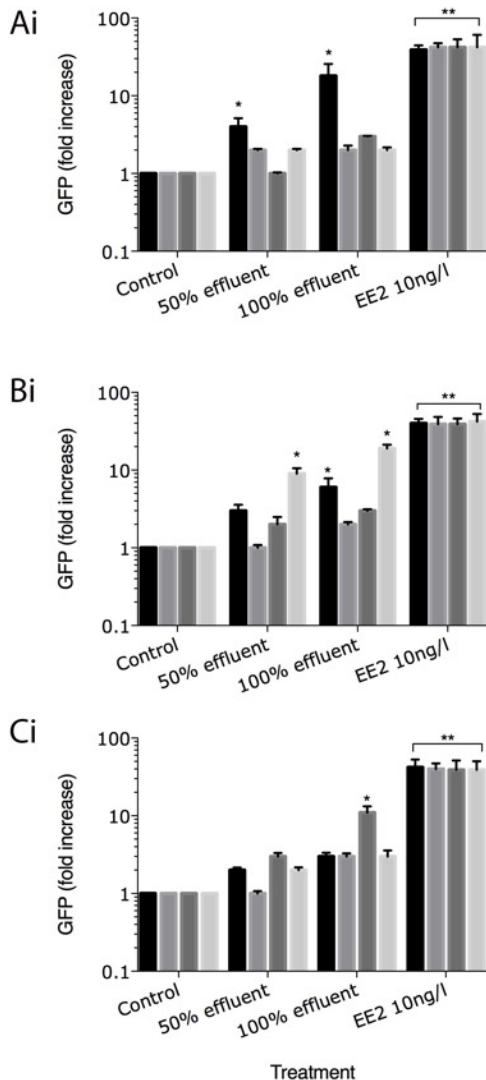 Ai
GFP (fold increase)
100
10
1
0.1
*
*
**
Control
50% effluent
100% effluent
EE2 10ng/l
Bi
GFP (fold increase)
100
10
1
0.1
*
*
*
**
Control
50% effluent
100% effluent
EE2 10ng/l
Ci
GFP (fold increase)
100
10
1
0.1
*
**
Control
50% effluent
100% effluent
EE2 10ng/l
Treatment